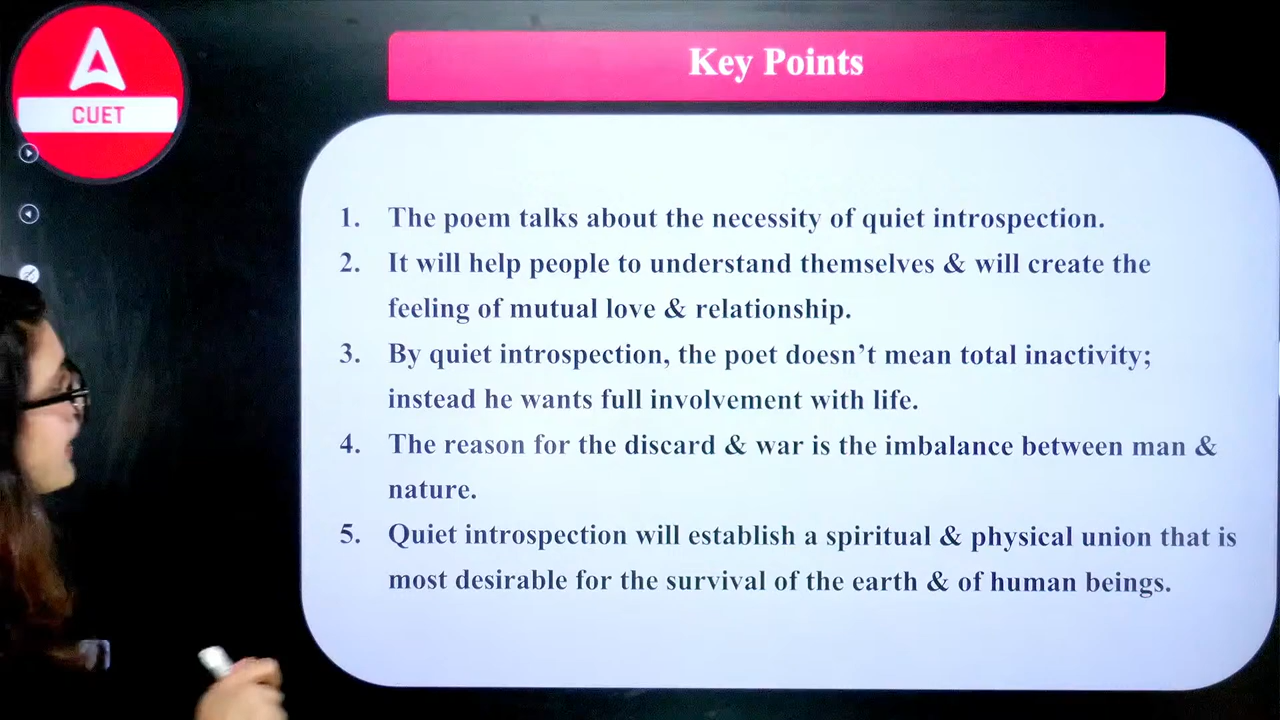 CUET
Key Points
1. The poem talks about the necessity of quiet introspection.
2. It will help people to understand themselves & will create the
feeling of mutual love & relationship.
3. By quiet introspection, the poet doesn't mean total inactivity;
instead he wants full involvement with life.
4. The reason for the discard & war is the imbalance between man &
nature.
5. Quiet introspection will establish a spiritual & physical union that is
most desirable for the survival of the earth & of human beings.